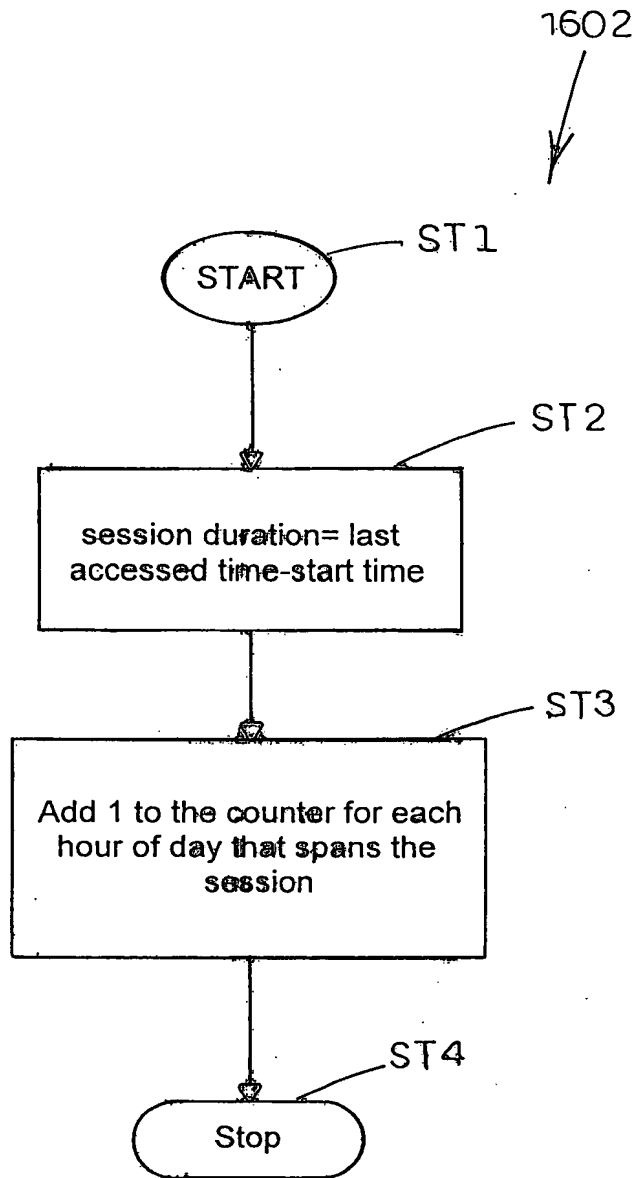 1602
ST1
START
ST2
session duration= last
accessed time-start time
ST3
Add 1 to the counter for each
hour of day that spans the
session
ST4
Stop